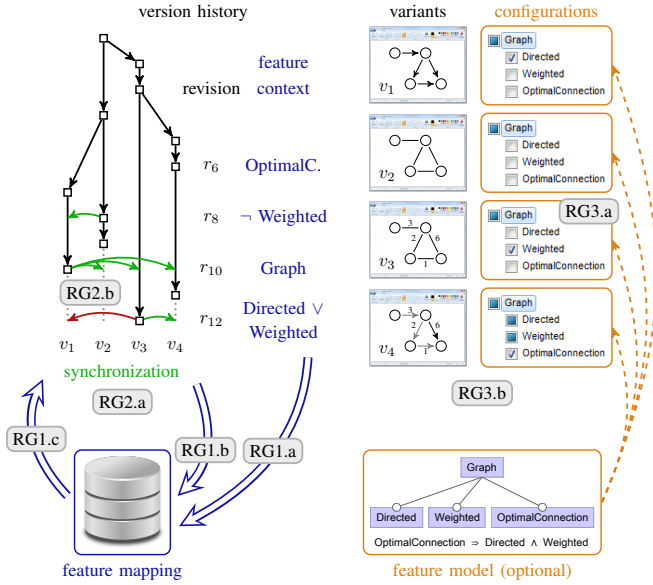 version history
variants
configurations
feature
revision context
r6 OptimalC.
r8 ¬ Weighted
r10 Graph
RG2.b
r12 Directed ∨
Weighted
v1 v2 v3 v4
synchronization
RG2.a
RG1.c
RG1.b
RG1.a
feature mapping
v1
Graph
Directed
Weighted
OptimalConnection
v2
Graph
Directed
Weighted
OptimalConnection
RG3.a
3
2
6
1
v3
Graph
Directed
Weighted
OptimalConnection
3
2
6
1
v4
Graph
Directed
Weighted
OptimalConnection
RG3.b
Graph
Directed
Weighted
OptimalConnection
OptimalConnection ⇒ Directed ∧ Weighted
feature model (optional)